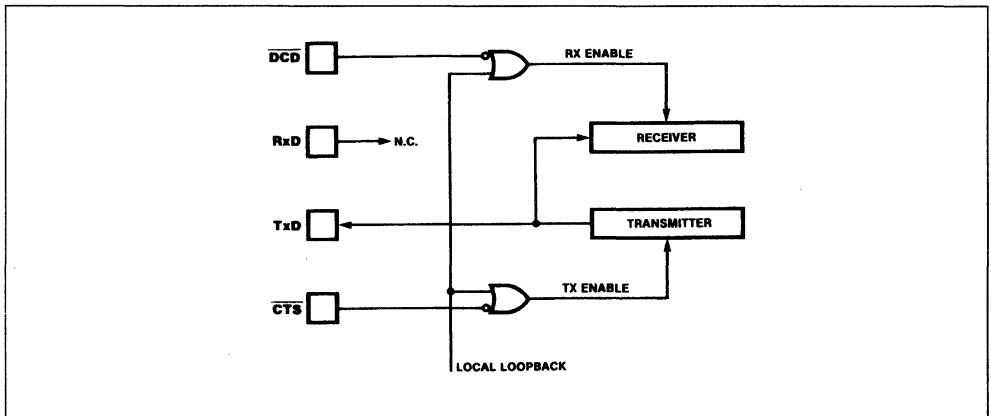 DCD
RX ENABLE
RxD
N.C.
RECEIVER
TxD
TRANSMITTER
CTS
TX ENABLE
LOCAL LOOPBACK